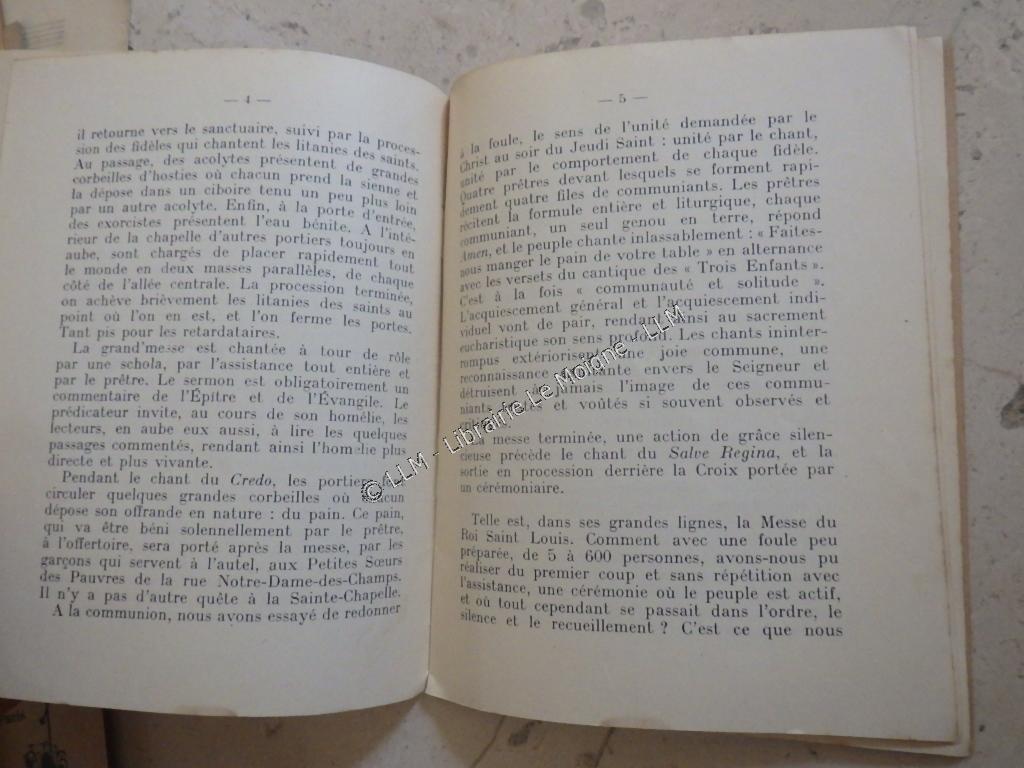 — 4 —
il retourne vers le sanctuaire, suivi par la proces-
sion des fidèles qui chantent les litanies des saints.
Au passage, des acolytes présentent de grandes
corbeilles d'hosties où chacun prend la sienne et
la dépose dans un ciboire tenu un peu plus loin
par un autre acolyte. Enfin, à la porte d'entrée,
des exorcistes présentent l'eau bénite. A l'inté-
rieur de la chapelle d'autres portiers toujours en
aube, sont chargés de placer rapidement tout
le monde en deux masses parallèles, de chaque
côté de l'allée centrale. La procession terminée,
on achève brièvement les litanies des saints au
point où l'on en est, et l'on ferme les portes.
Tant pis pour les retardataires.
La grand'messe est chantée à tour de rôle
par une schola, par l'assistance tout entière et
par le prêtre. Le sermon est obligatoirement un
commentaire de l'Épître et de l'Évangile. Le
prédicateur invite, au cours de son homélie, les
lecteurs, en aube eux aussi, à lire les quelques
passages commentés, rendant ainsi l'homélie plus
directe et plus vivante.
Pendant le chant du Credo, les portiers font
circuler quelques grandes corbeilles où chacun
dépose son offrande en nature : du pain. Ce pain,
qui va être béni solennellement par le prêtre,
à l'offertoire, sera porté après la messe, par les
garçons qui servent à l'autel, aux Petites Sœurs
des Pauvres de la rue Notre-Dame-des-Champs.
Il n'y a pas d'autre quête à la Sainte-Chapelle.
A la communion, nous avons essayé de redonner
— 5 —
à la foule, le sens de l'unité demandée par le
Christ au soir du Jeudi Saint : unité par le chant,
unité par le comportement de chaque fidèle.
Quatre prêtres devant lesquels se forment rapi-
dement quatre files de communiants. Les prêtres
récitent la formule entière et liturgique, chaque
communiant, un seul genou en terre, répond
Amen, et le peuple chante inlassablement : « Faites-
nous manger le pain de votre table » en alternance
avec les versets du cantique des « Trois Enfants ».
C'est à la fois « communauté et solitude ».
L'acquiescement général et l'acquiescement indi-
viduel vont de pair, rendant ainsi au sacrement
eucharistique son sens profond. Les chants ininter-
rompus extériorisent une joie commune, une
reconnaissance envers le Seigneur et
détruisent à jamais l'image de ces commu-
niants et voûtés si souvent observés et
La messe terminée, une action de grâce silen-
cieuse précède le chant du Salve Regina, et la
sortie en procession derrière la Croix portée par
un cérémoniaire.
Telle est, dans ses grandes lignes, la Messe du
Roi Saint Louis. Comment avec une foule peu
préparée, de 5 à 600 personnes, avons-nous pu
réaliser du premier coup et sans répétition avec
l'assistance, une cérémonie où le peuple est actif,
et où tout cependant se passait dans l'ordre, le
silence et le recueillement ? C'est ce que nous
© LLM - Librairie Le Moione - LLM
Paris